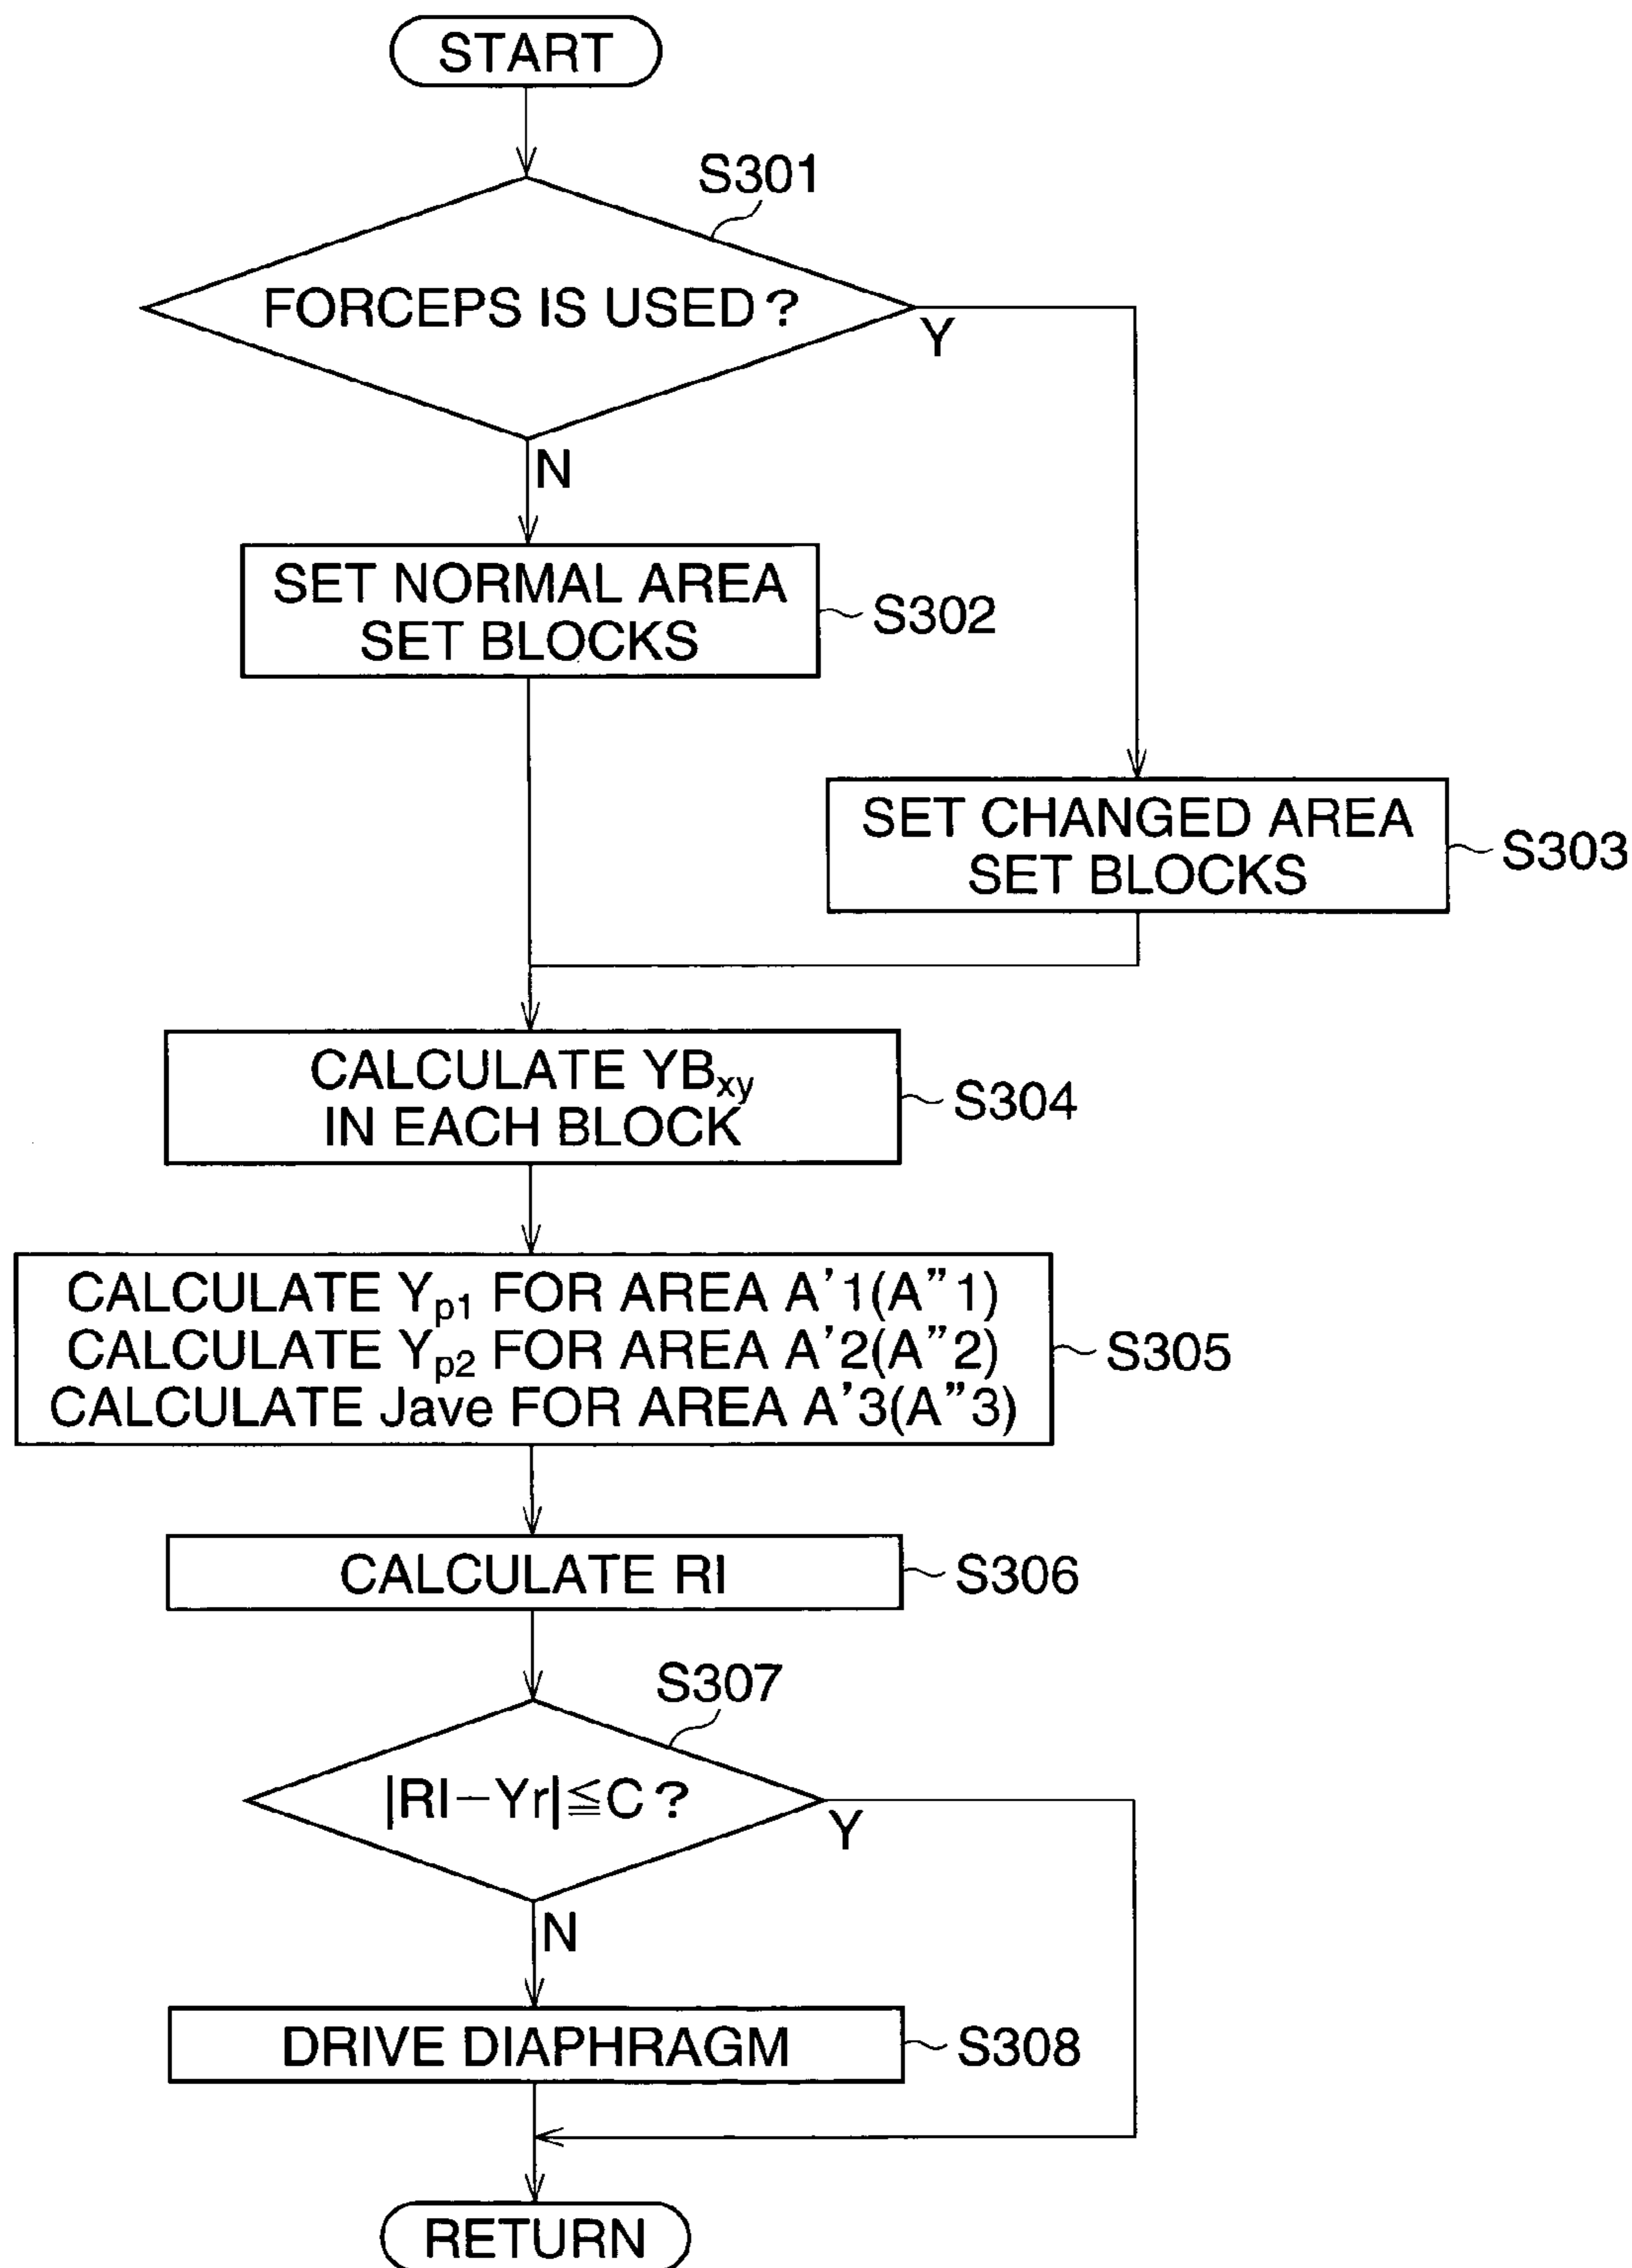 START
S301
FORCEPS IS USED?
Y
N
SET NORMAL AREA
SET BLOCKS
S302
SET CHANGED AREA
SET BLOCKS
S303
CALCULATE YBxy
IN EACH BLOCK
S304
CALCULATE Yp1 FOR AREA A'1(A"1)
CALCULATE Yp2 FOR AREA A'2(A"2)
CALCULATE Jave FOR AREA A'3(A"3)
S305
CALCULATE RI
S306
S307
|RI−Yr|≦C?
Y
N
DRIVE DIAPHRAGM
S308
RETURN